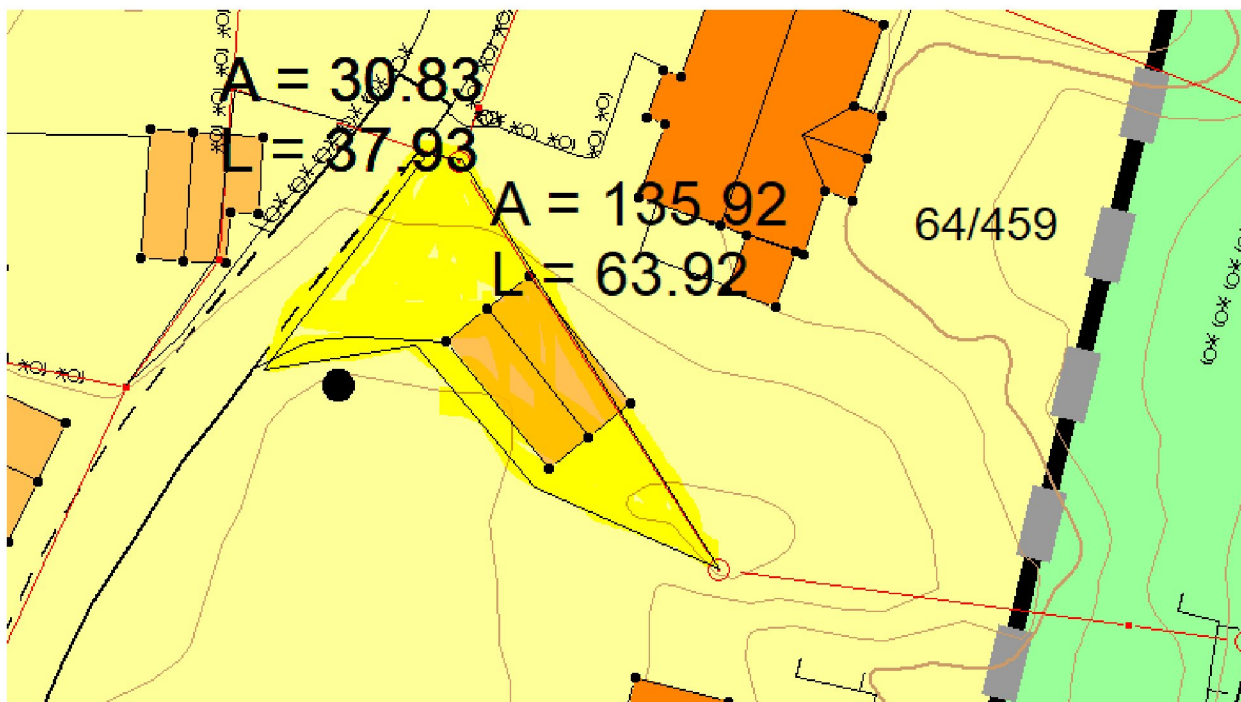 A = 30.83
L = 37.93
A = 135.92
L = 63.92
64/459